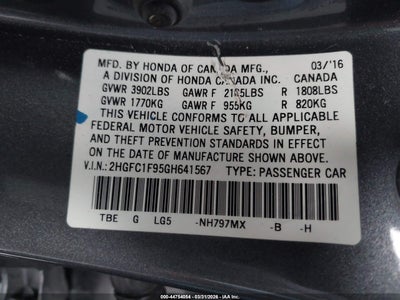 MFD. BY HONDA OF CANADA MFG., 03/'16
A DIVISION OF HONDA CANADA INC. CANADA
GVWR 3902LBS GAWR F 2105LBS R 1808LBS
GVWR 1770KG GAWR F 955KG R 820KG
THIS VEHICLE CONFORMS TO ALL APPLICABLE
FEDERAL MOTOR VEHICLE SAFETY, BUMPER,
AND THEFT PREVENTION STANDARDS IN EFFECT
ON THE DATE OF MANUFACTURE SHOWN ABOVE.
V.I.N.: 2HGFC1F95GH641567 TYPE: PASSENGER CAR
TBE G LG5 -NH797MX -B -H
000-44754054 - 03/31/2026 - IAA Inc.